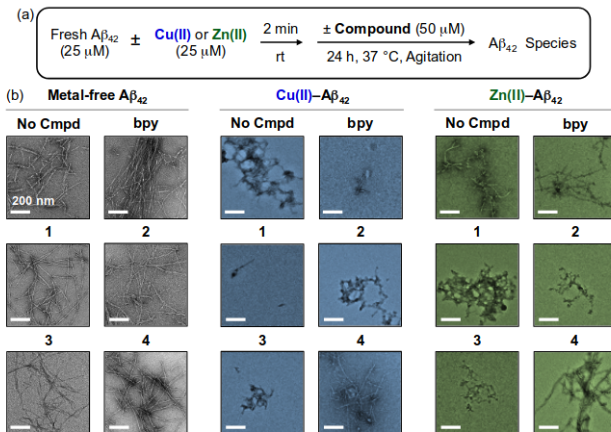 (a)
Fresh Aβ42 ± Cu(II) or Zn(II) 2 min ± Compound (50 μM) Aβ42 Species
(25 μM) (25 μM) rt 24 h, 37 °C, Agitation
(b) Metal-free Aβ42 Cu(II)–Aβ42 Zn(II)–Aβ42
No Cmpd bpy No Cmpd bpy No Cmpd bpy
200 nm
1 2 1 2 1 2
3 4 3 4 3 4